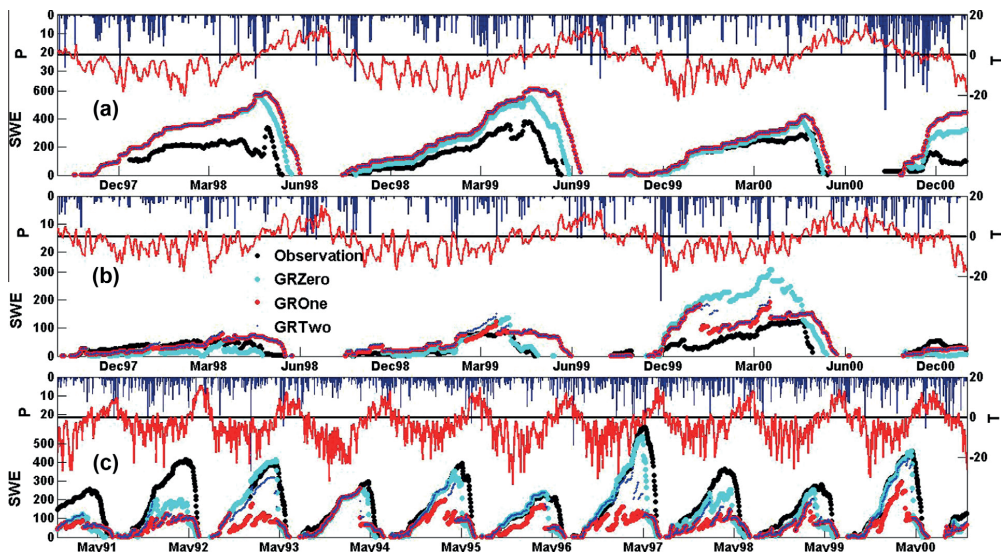 0
10
20
30
P
20
0
-20
T
(a)
600
400
200
0
SWE
Dec97 Mar98 Jun98 Dec98 Mar99 Jun99 Dec99 Mar00 Jun00 Dec00
0
10
20
P
20
0
-20
T
(b)
Observation
GRZero
GROne
GRTwo
300
200
100
0
SWE
Dec97 Mar98 Jun98 Dec98 Mar99 Jun99 Dec99 Mar00 Jun00 Dec00
0
10
20
P
20
0
-20
T
(c)
500
400
300
200
100
0
SWE
May91 May92 May93 May94 May95 May96 May97 May98 May99 May00